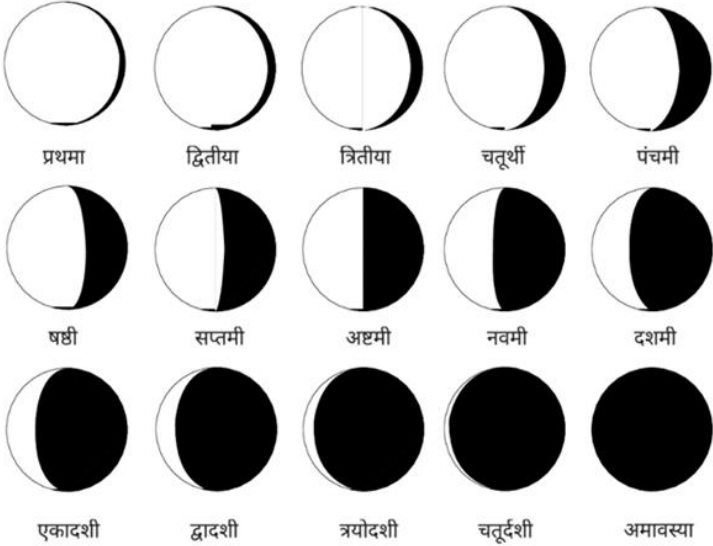 प्रथमा द्वितीया त्रितीया चतूर्थी पंचमी
षष्ठी सप्तमी अष्टमी नवमी दशमी
एकादशी द्वादशी त्रयोदशी चतूर्दशी अमावस्या